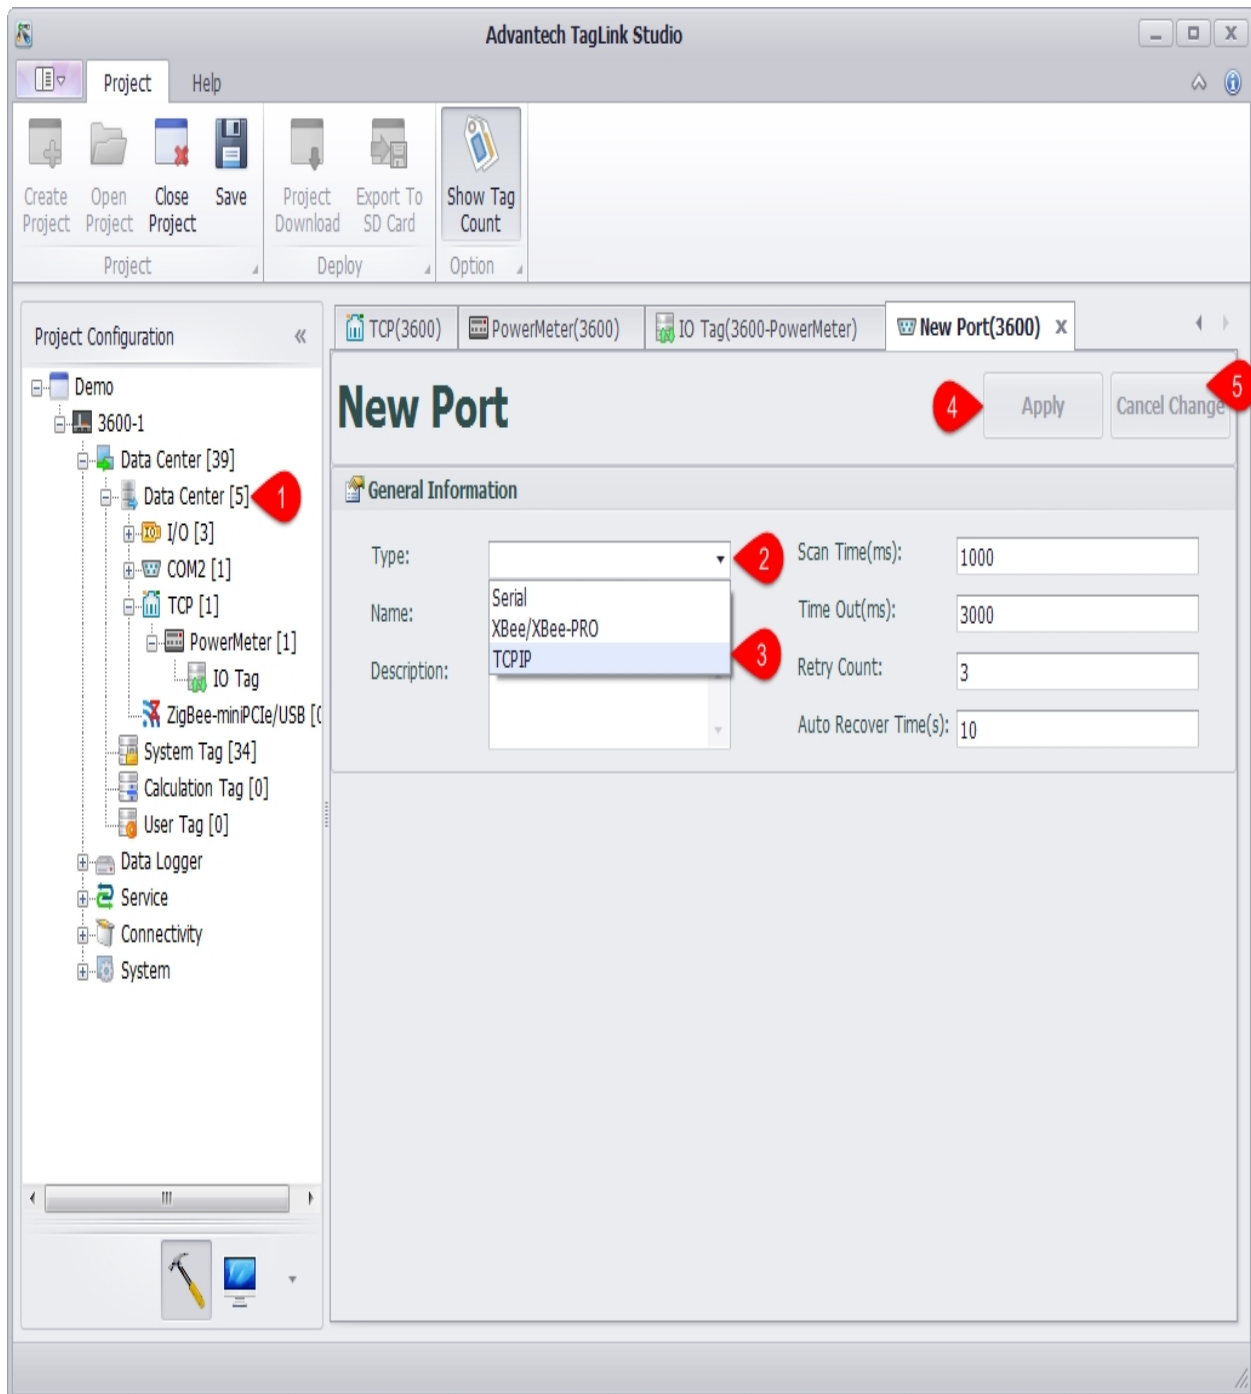 Advantech TagLink Studio
Project Help
Create Project
Open Project
Close Project
Save
Project Download
Export To SD Card
Show Tag Count
Project
Deploy
Option
Project Configuration
Demo
3600-1
Data Center [39]
Data Center [5]
1
I/O [3]
COM2 [1]
TCP [1]
PowerMeter [1]
IO Tag
ZigBee-miniPCIe/USB [
System Tag [34]
Calculation Tag [0]
User Tag [0]
Data Logger
Service
Connectivity
System
TCP(3600) PowerMeter(3600) IO Tag(3600-PowerMeter) New Port(3600) x
New Port
4
Apply
Cancel Change
5
General Information
Type:
2
Serial
XBee/XBee-PRO
TCPIP
3
Name:
Description:
Scan Time(ms): 1000
Time Out(ms): 3000
Retry Count: 3
Auto Recover Time(s): 10